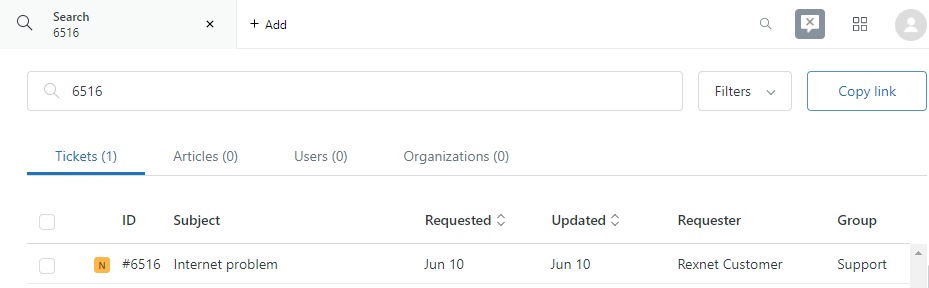 Search
6516
+ Add
6516
Filters
Copy link
Tickets (1) Articles (0) Users (0) Organizations (0)
ID Subject Requested Updated Requester Group
N #6516 Internet problem Jun 10 Jun 10 Rexnet Customer Support